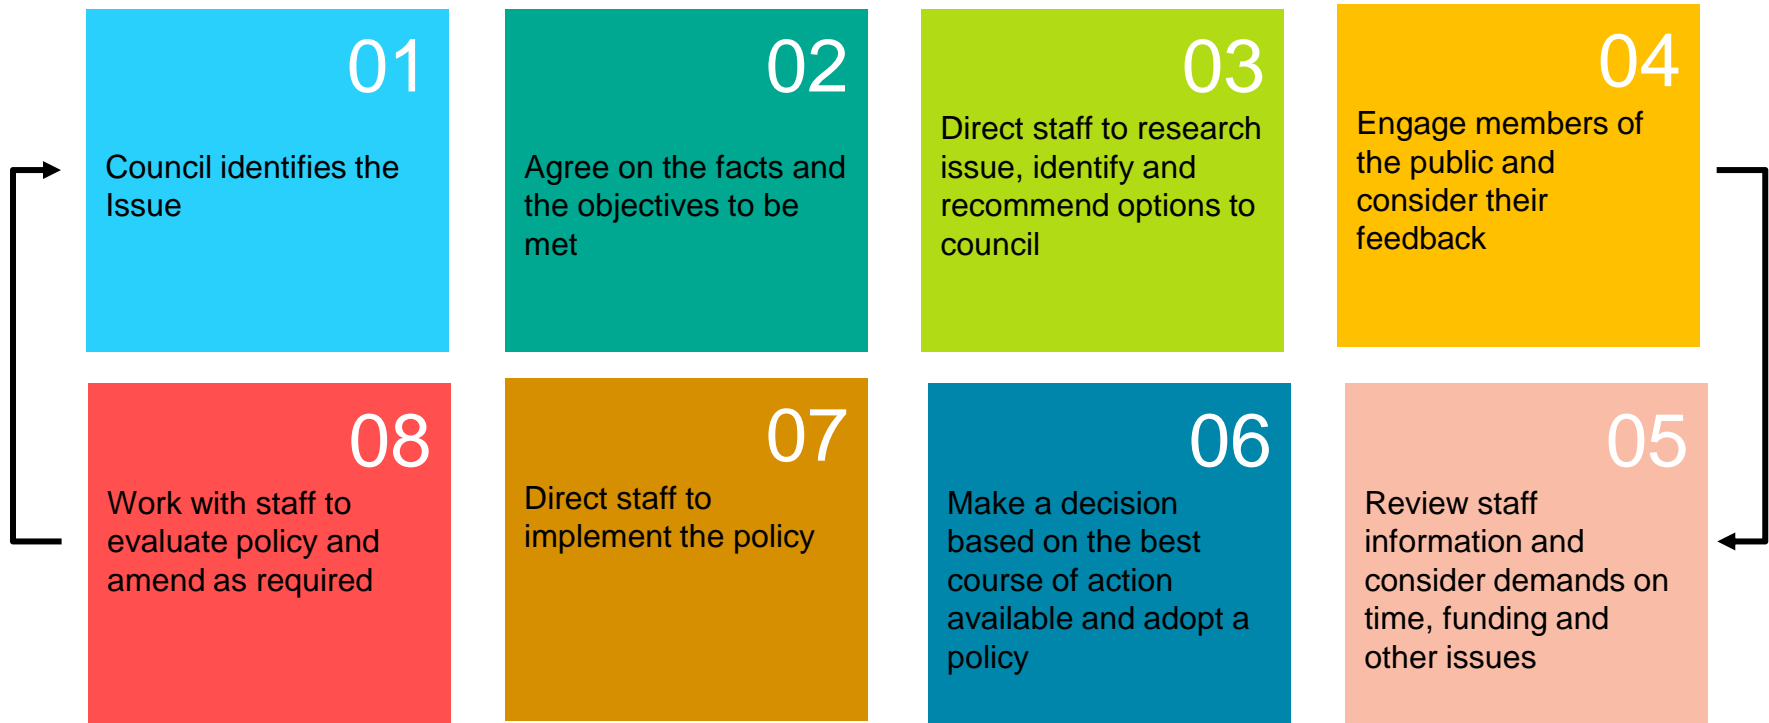 01
Council identifies the
Issue
02
Agree on the facts and
the objectives to be
met
03
Direct staff to research
issue, identify and
recommend options to
council
04
Engage members of
the public and
consider their
feedback
05
Review staff
information and
consider demands on
time, funding and
other issues
06
Make a decision
based on the best
course of action
available and adopt a
policy
07
Direct staff to
implement the policy
08
Work with staff to
evaluate policy and
amend as required